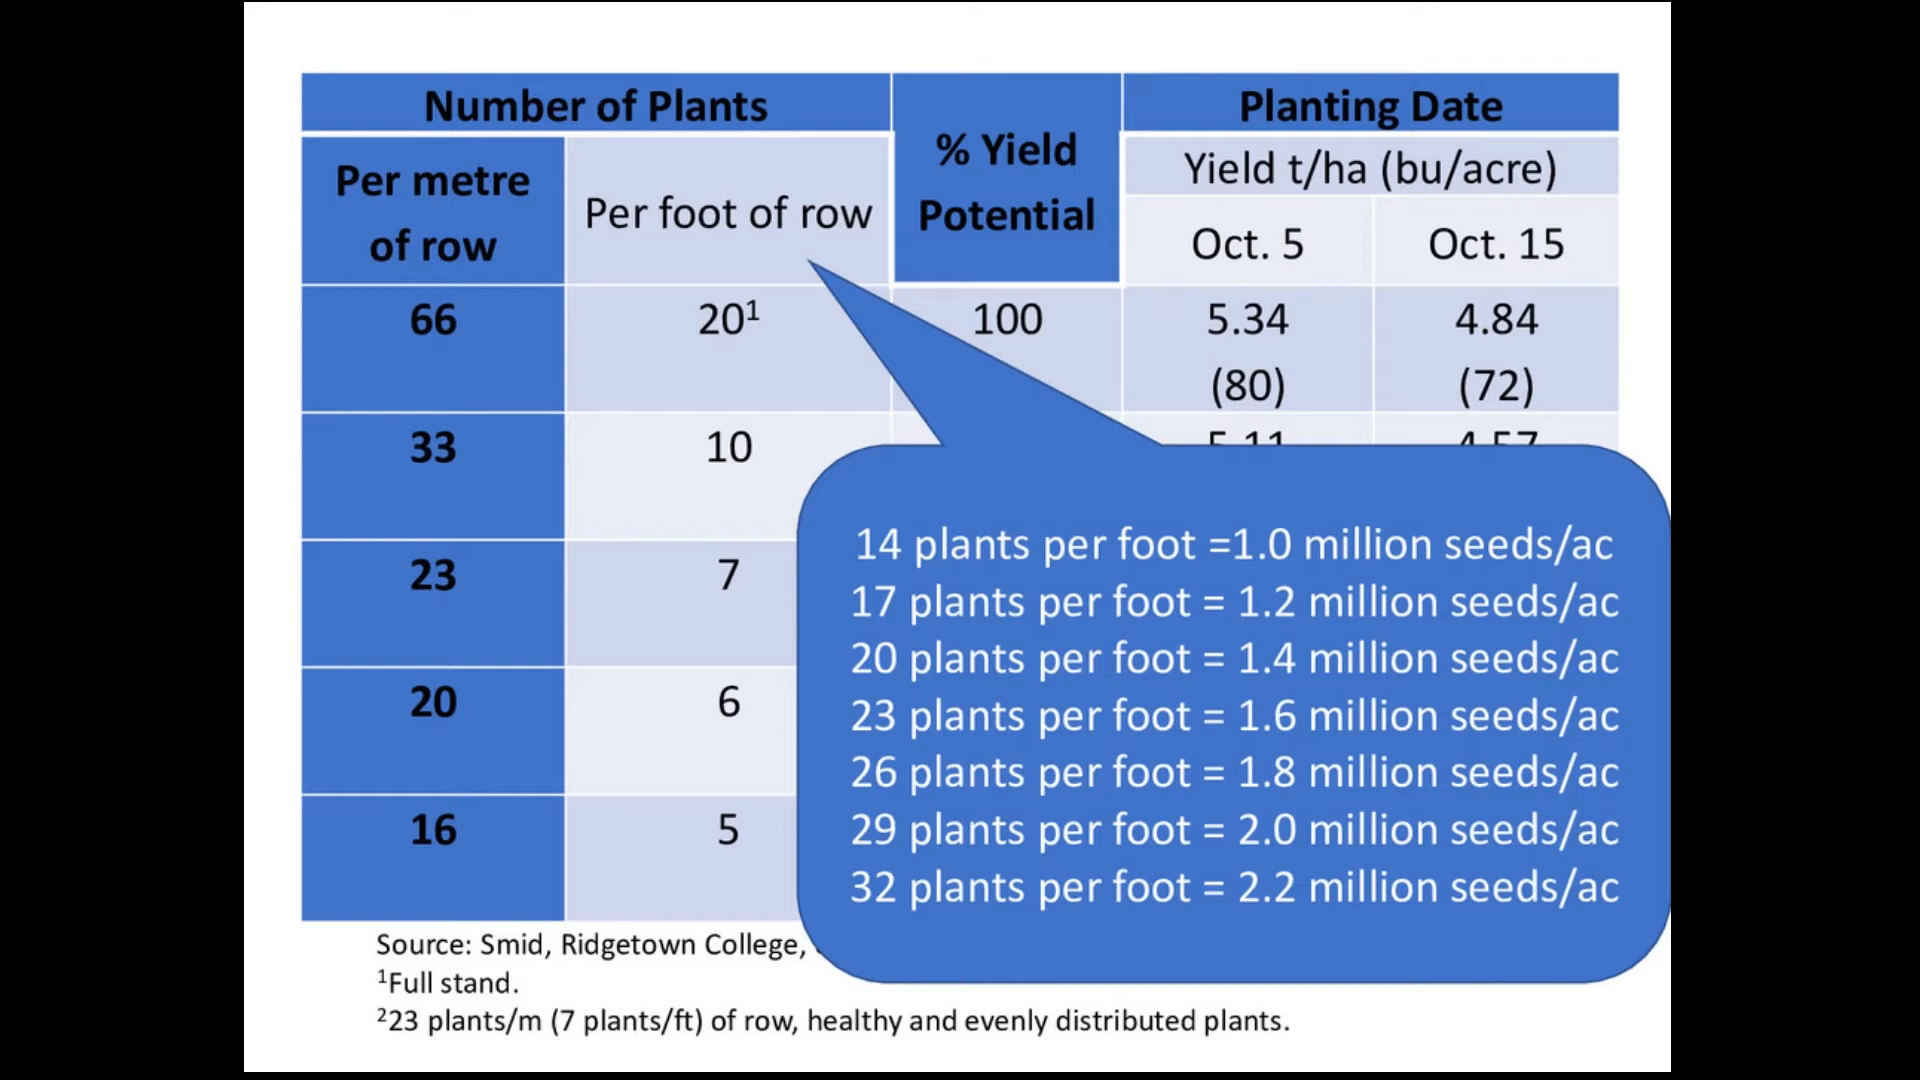 Number of Plants
% Yield
Potential
Planting Date
Per metre
of row
Per foot of row
Yield t/ha (bu/acre)
Oct. 5
Oct. 15
66
20¹
100
5.34
(80)
4.84
(72)
33
10
5.11
4.57
23
7
20
6
16
5
14 plants per foot =1.0 million seeds/ac
17 plants per foot = 1.2 million seeds/ac
20 plants per foot = 1.4 million seeds/ac
23 plants per foot = 1.6 million seeds/ac
26 plants per foot = 1.8 million seeds/ac
29 plants per foot = 2.0 million seeds/ac
32 plants per foot = 2.2 million seeds/ac
Source: Smid, Ridgetown College,
¹Full stand.
²23 plants/m (7 plants/ft) of row, healthy and evenly distributed plants.